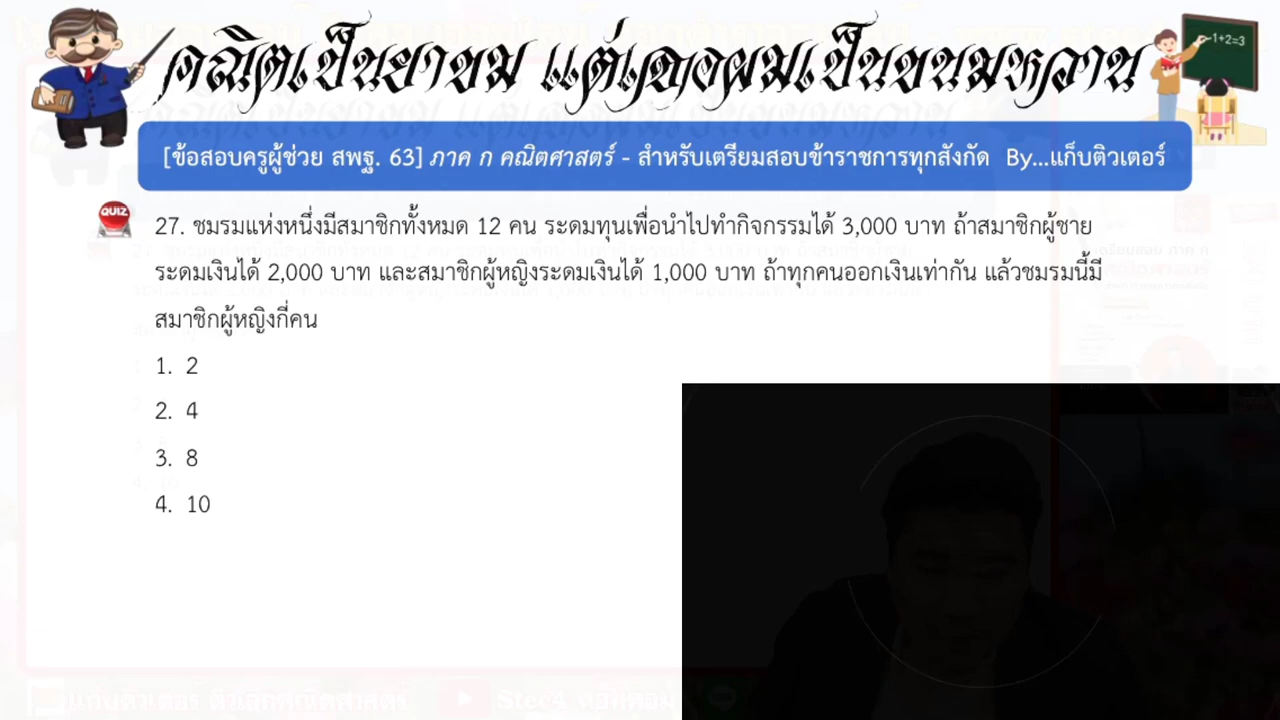 คณิตเป็นยาขม แต่เคอผมเป็นขนมหวาน
1+2=3
[ข้อสอบครูผู้ช่วย สพฐ. 63] ภาค ก คณิตศาสตร์ - สำหรับเตรียมสอบข้าราชการทุกสังกัด By...แก็บติวเตอร์
QUIZ
27. ชมรมแห่งหนึ่งมีสมาชิกทั้งหมด 12 คน ระดมทุนเพื่อนำไปทำกิจกรรมได้ 3,000 บาท ถ้าสมาชิกผู้ชาย
ระดมเงินได้ 2,000 บาท และสมาชิกผู้หญิงระดมเงินได้ 1,000 บาท ถ้าทุกคนออกเงินเท่ากัน แล้วชมรมนี้มี
สมาชิกผู้หญิงกี่คน
1. 2
2. 4
3. 8
4. 10